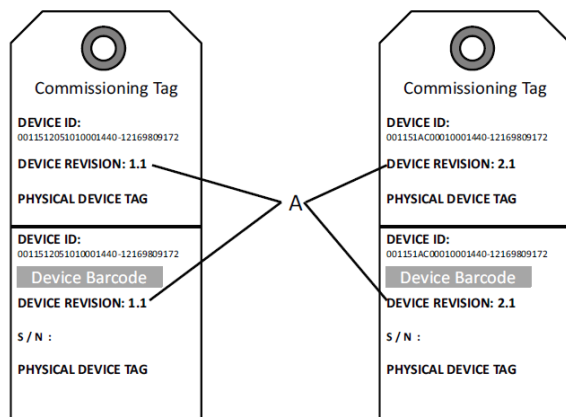 Commissioning Tag
DEVICE ID:
0011512051010001440-12169809172
DEVICE REVISION: 1.1
PHYSICAL DEVICE TAG
DEVICE ID:
0011512051010001440-12169809172
Device Barcode
DEVICE REVISION: 1.1
S / N :
PHYSICAL DEVICE TAG
A
Commissioning Tag
DEVICE ID:
001151AC00010001440-12169809172
DEVICE REVISION: 2.1
PHYSICAL DEVICE TAG
DEVICE ID:
001151AC00010001440-12169809172
Device Barcode
DEVICE REVISION: 2.1
S / N :
PHYSICAL DEVICE TAG